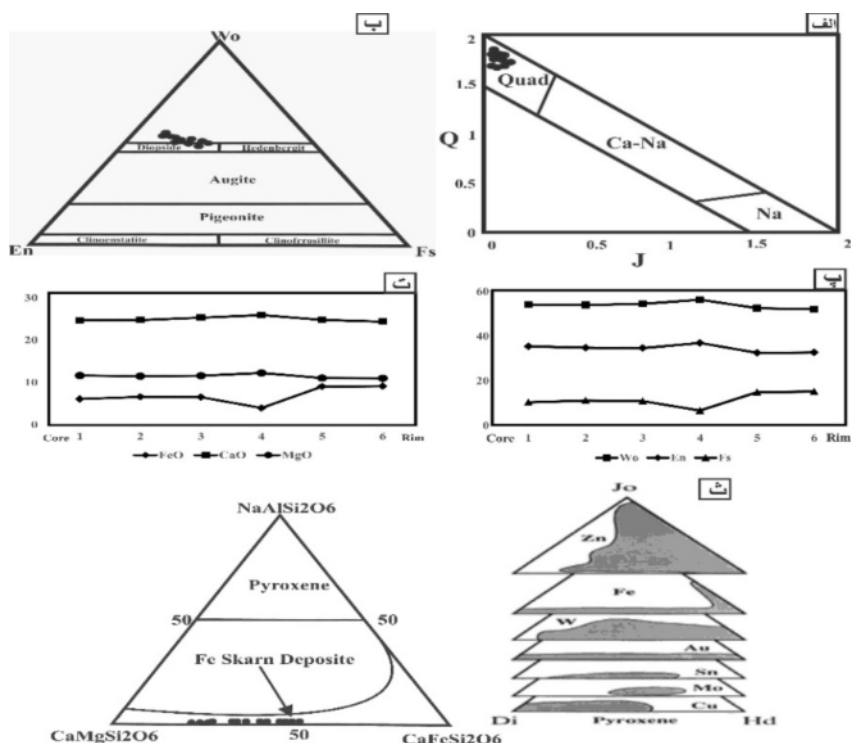 ب
Wo
Diopside Hedenbergit
Augite
Pigeonite
Clinoenstatite Clinofrrosillite
En Fs
الف
2
1.5
1
0.5
0
Q
Quad
Ca-Na
Na
0 0.5 1 1.5 2
J
ت
30
20
10
0
Core 1 2 3 4 5 6 Rim
FeO CaO MgO
پ
60
40
20
0
Core 1 2 3 4 5 6 Rim
Wo En Fs
ث
NaAlSi2O6
Pyroxene
50 50
Fe Skarn Deposite
CaMgSi2O6 50 CaFeSi2O6
Jo
Zn
Fe
W
Au
Sn
Mo
Cu
Di Pyroxene Hd